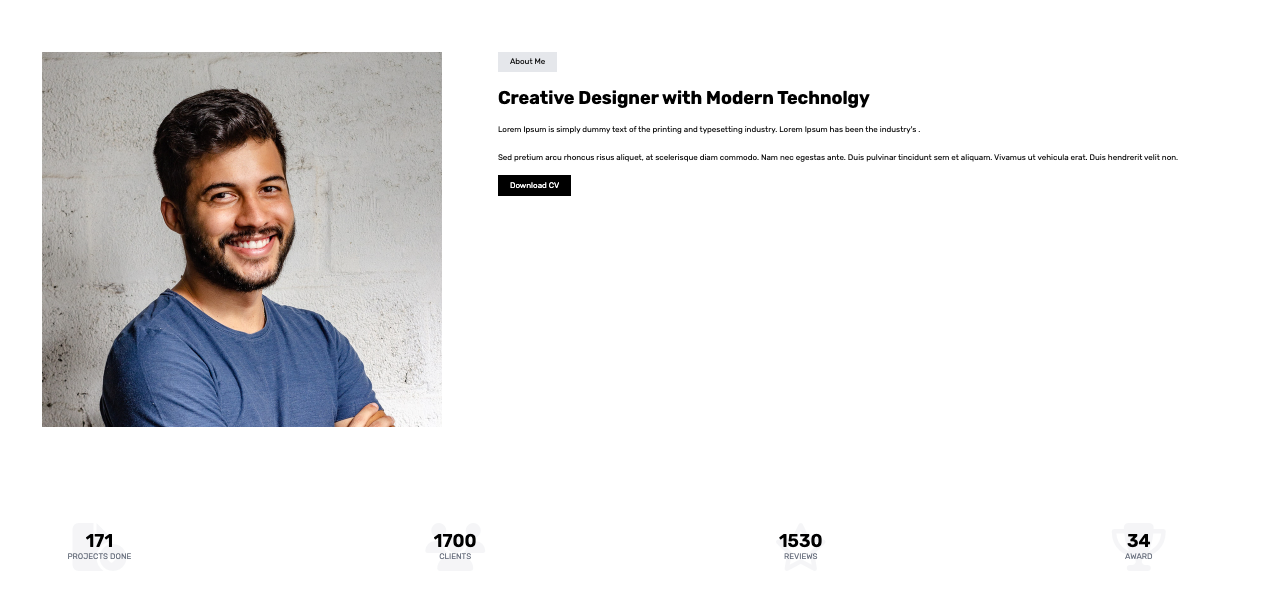 About Me
Creative Designer with Modern Technolgy
Lorem Ipsum is simply dummy text of the printing and typesetting industry. Lorem Ipsum has been the industry's .
Sed pretium arcu rhoncus risus aliquet, at scelerisque diam commodo. Nam nec egestas ante. Duis pulvinar tincidunt sem et aliquam. Vivamus ut vehicula erat. Duis hendrerit velit non.
Download CV
171
PROJECTS DONE
1700
CLIENTS
1530
REVIEWS
34
AWARD